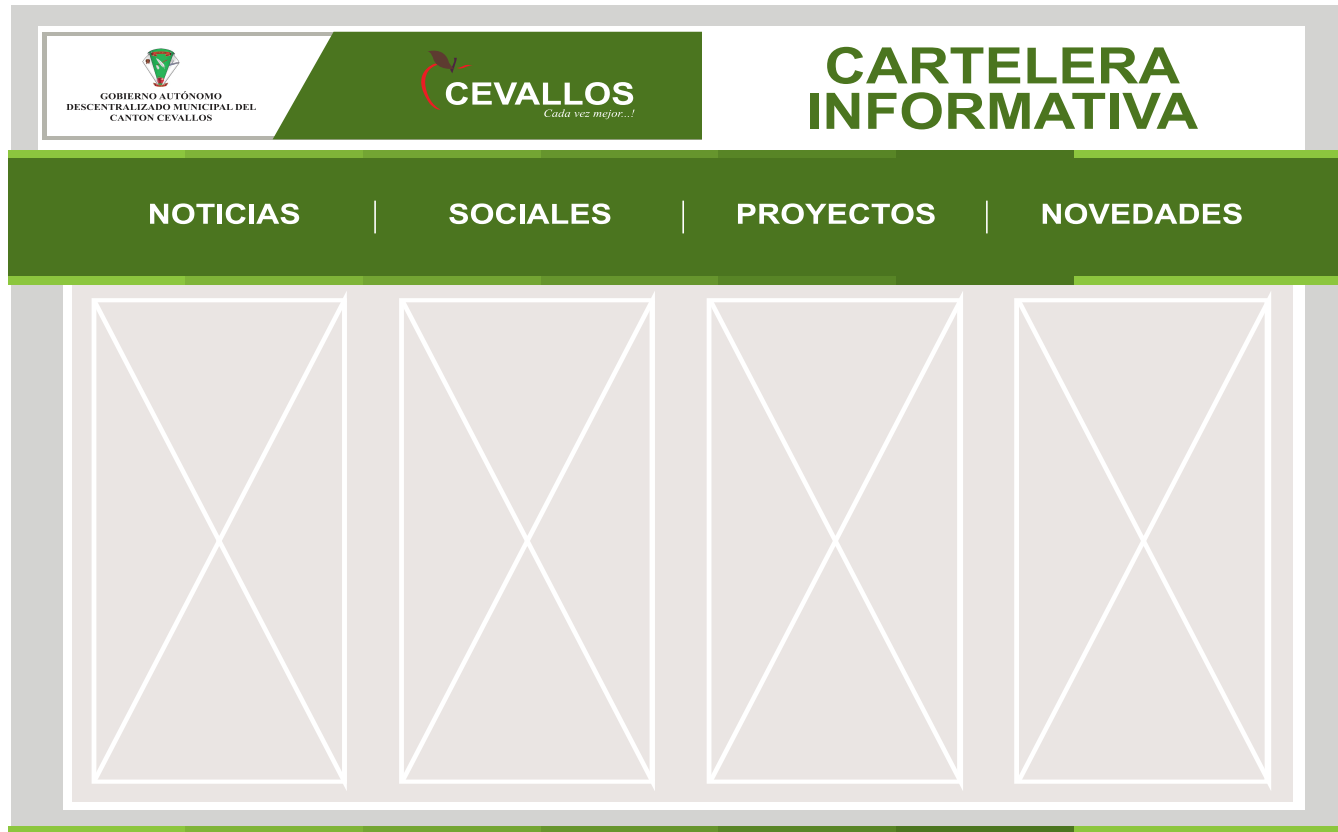 GOBIERNO AUTÓNOMO
DESCENTRALIZADO MUNICIPAL DEL
CANTON CEVALLOS
CEVALLOS
Cada vez mejor...!
CARTELERA
INFORMATIVA
NOTICIAS
SOCIALES
PROYECTOS
NOVEDADES